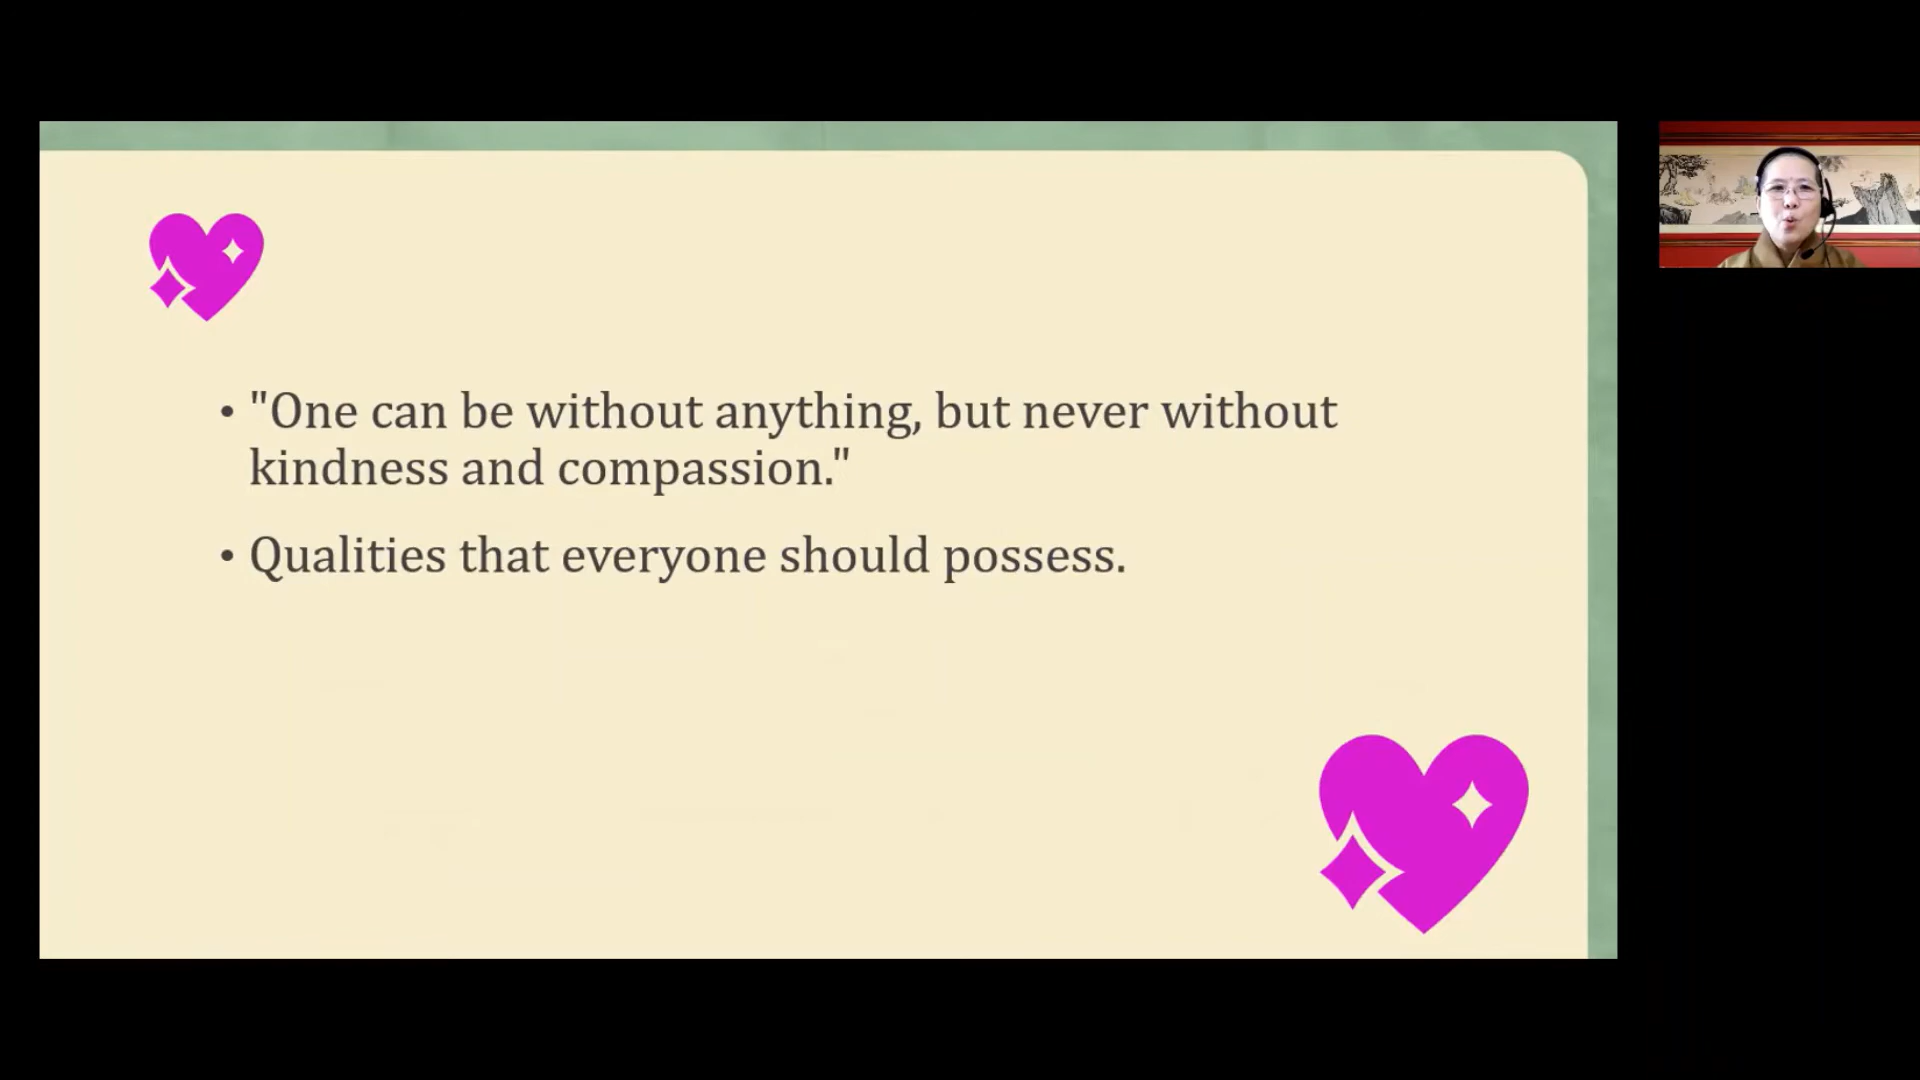 • "One can be without anything, but never without
kindness and compassion."
• Qualities that everyone should possess.